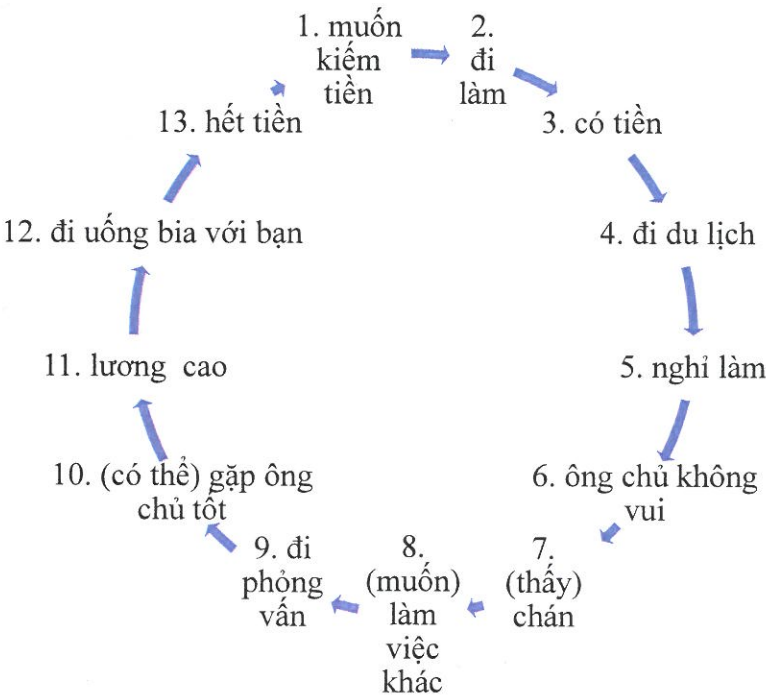 1. muốn
kiếm
tiền
2.
đi
làm
3. có tiền
4. đi du lịch
5. nghỉ làm
6. ông chủ không
vui
7.
(thấy)
chán
8.
(muốn)
làm
việc
khác
9. đi
phỏng
vấn
10. (có thể) gặp ông
chủ tốt
11. lương cao
12. đi uống bia với bạn
13. hết tiền